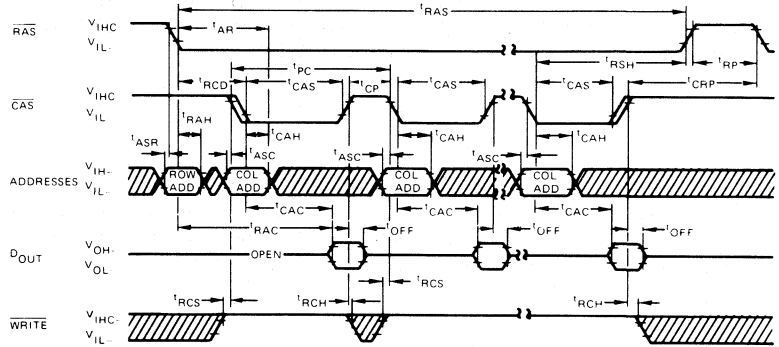 tRAS
RAS VIHC VIL- tAR
tRSH tRP
tPC
tRCD tCAS tCP tCAS tCAS tCRP
CAS VIHC VIL
tRAH tCAH tCAH tCAH
tASR tASC tASC tASC
ADDRESSES VIH- VIL- ROW ADD COL ADD COL ADD COL ADD
tCAC tCAC tCAC
tRAC tOFF tOFF tOFF
DOUT VOH- VOL- OPEN
tRCS tRCH tRCS tRCH
WRITE VIHC- VIL-